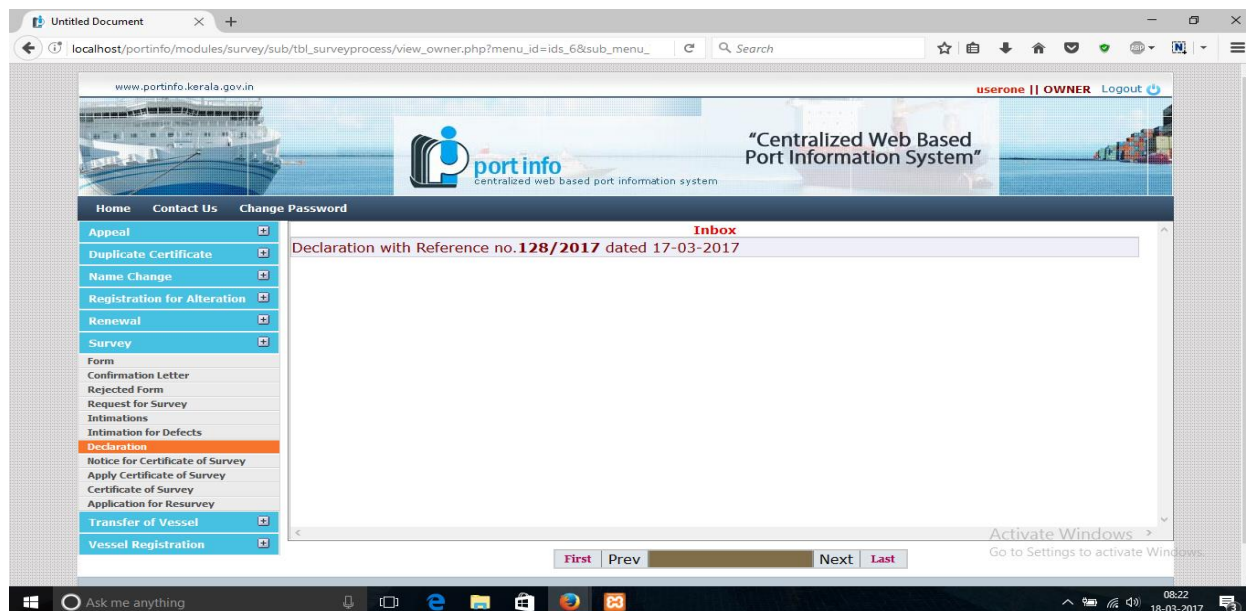 Untitled Document
localhost/portinfo/modules/survey/sub/tbl_surveyprocess/view_owner.php?menu_id=ids_6&sub_menu_
Search
www.portinfo.kerala.gov.in
userone || OWNER Logout
port info
centralized web based port information system
"Centralized Web Based
Port Information System"
Home Contact Us Change Password
Appeal
Duplicate Certificate
Name Change
Registration for Alteration
Renewal
Survey
Form
Confirmation Letter
Rejected Form
Request for Survey
Intimations
Intimation for Defects
Declaration
Notice for Certificate of Survey
Apply Certificate of Survey
Certificate of Survey
Application for Resurvey
Transfer of Vessel
Vessel Registration
Inbox
Declaration with Reference no.128/2017 dated 17-03-2017
First Prev Next Last
Activate Windows
Go to Settings to activate Windows.
Ask me anything
08:22
18-03-2017